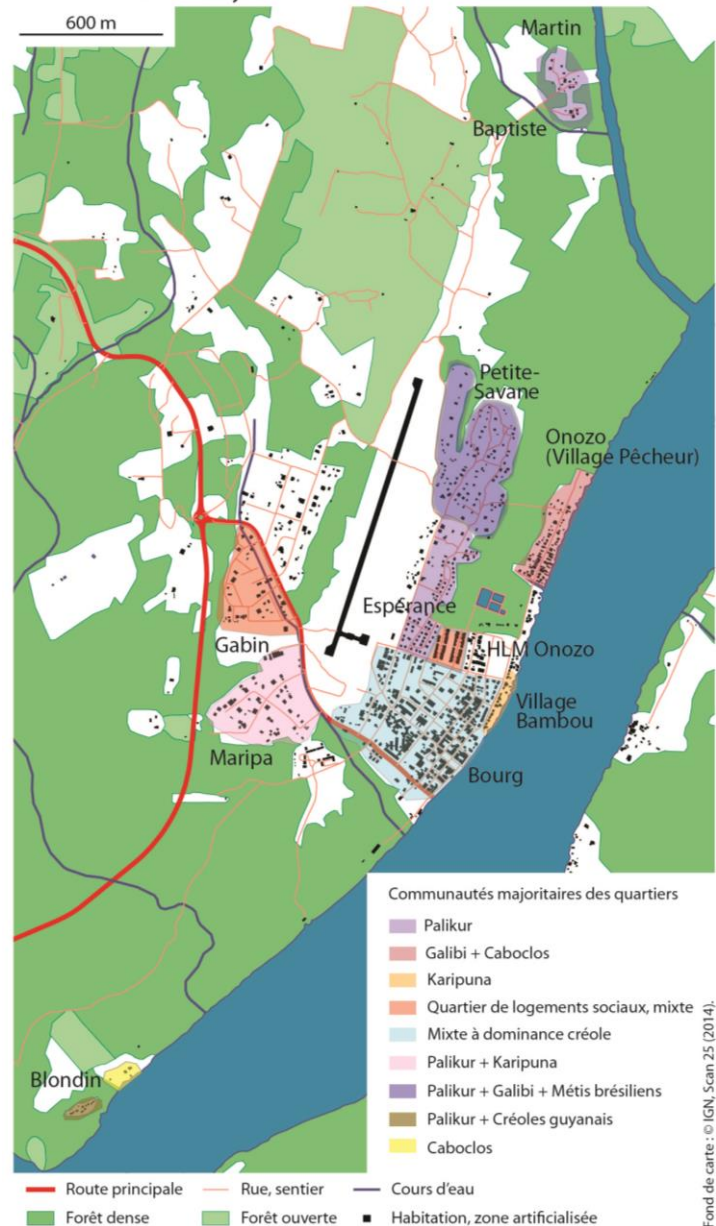 600 m
Martin
Baptiste
Petite-
Savane
Onozo
(Village Pêcheur)
Espérance
Gabin
HLM Onozo
Village
Bambou
Maripa
Bourg
Communautés majoritaires des quartiers
Palikur
Galibi + Caboclos
Karipuna
Quartier de logements sociaux, mixte
Mixte à dominance créole
Palikur + Karipuna
Palikur + Galibi + Métis brésiliens
Palikur + Créoles guyanais
Caboclos
Blondin
Fond de carte : © IGN, Scan 25 (2014).
Route principale
Rue, sentier
Cours d'eau
Forêt dense
Forêt ouverte
Habitation, zone artificialisée